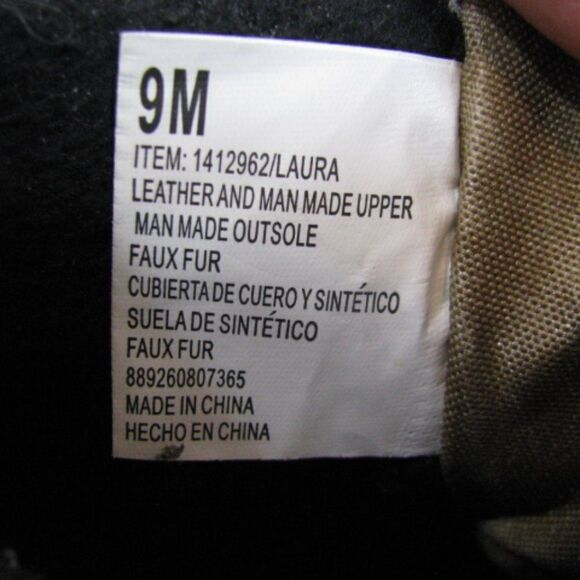 9M
ITEM: 1412962/LAURA
LEATHER AND MAN MADE UPPER
MAN MADE OUTSOLE
FAUX FUR
CUBIERTA DE CUERO Y SINTÉTICO
SUELA DE SINTÉTICO
FAUX FUR
889260807365
MADE IN CHINA
HECHO EN CHINA